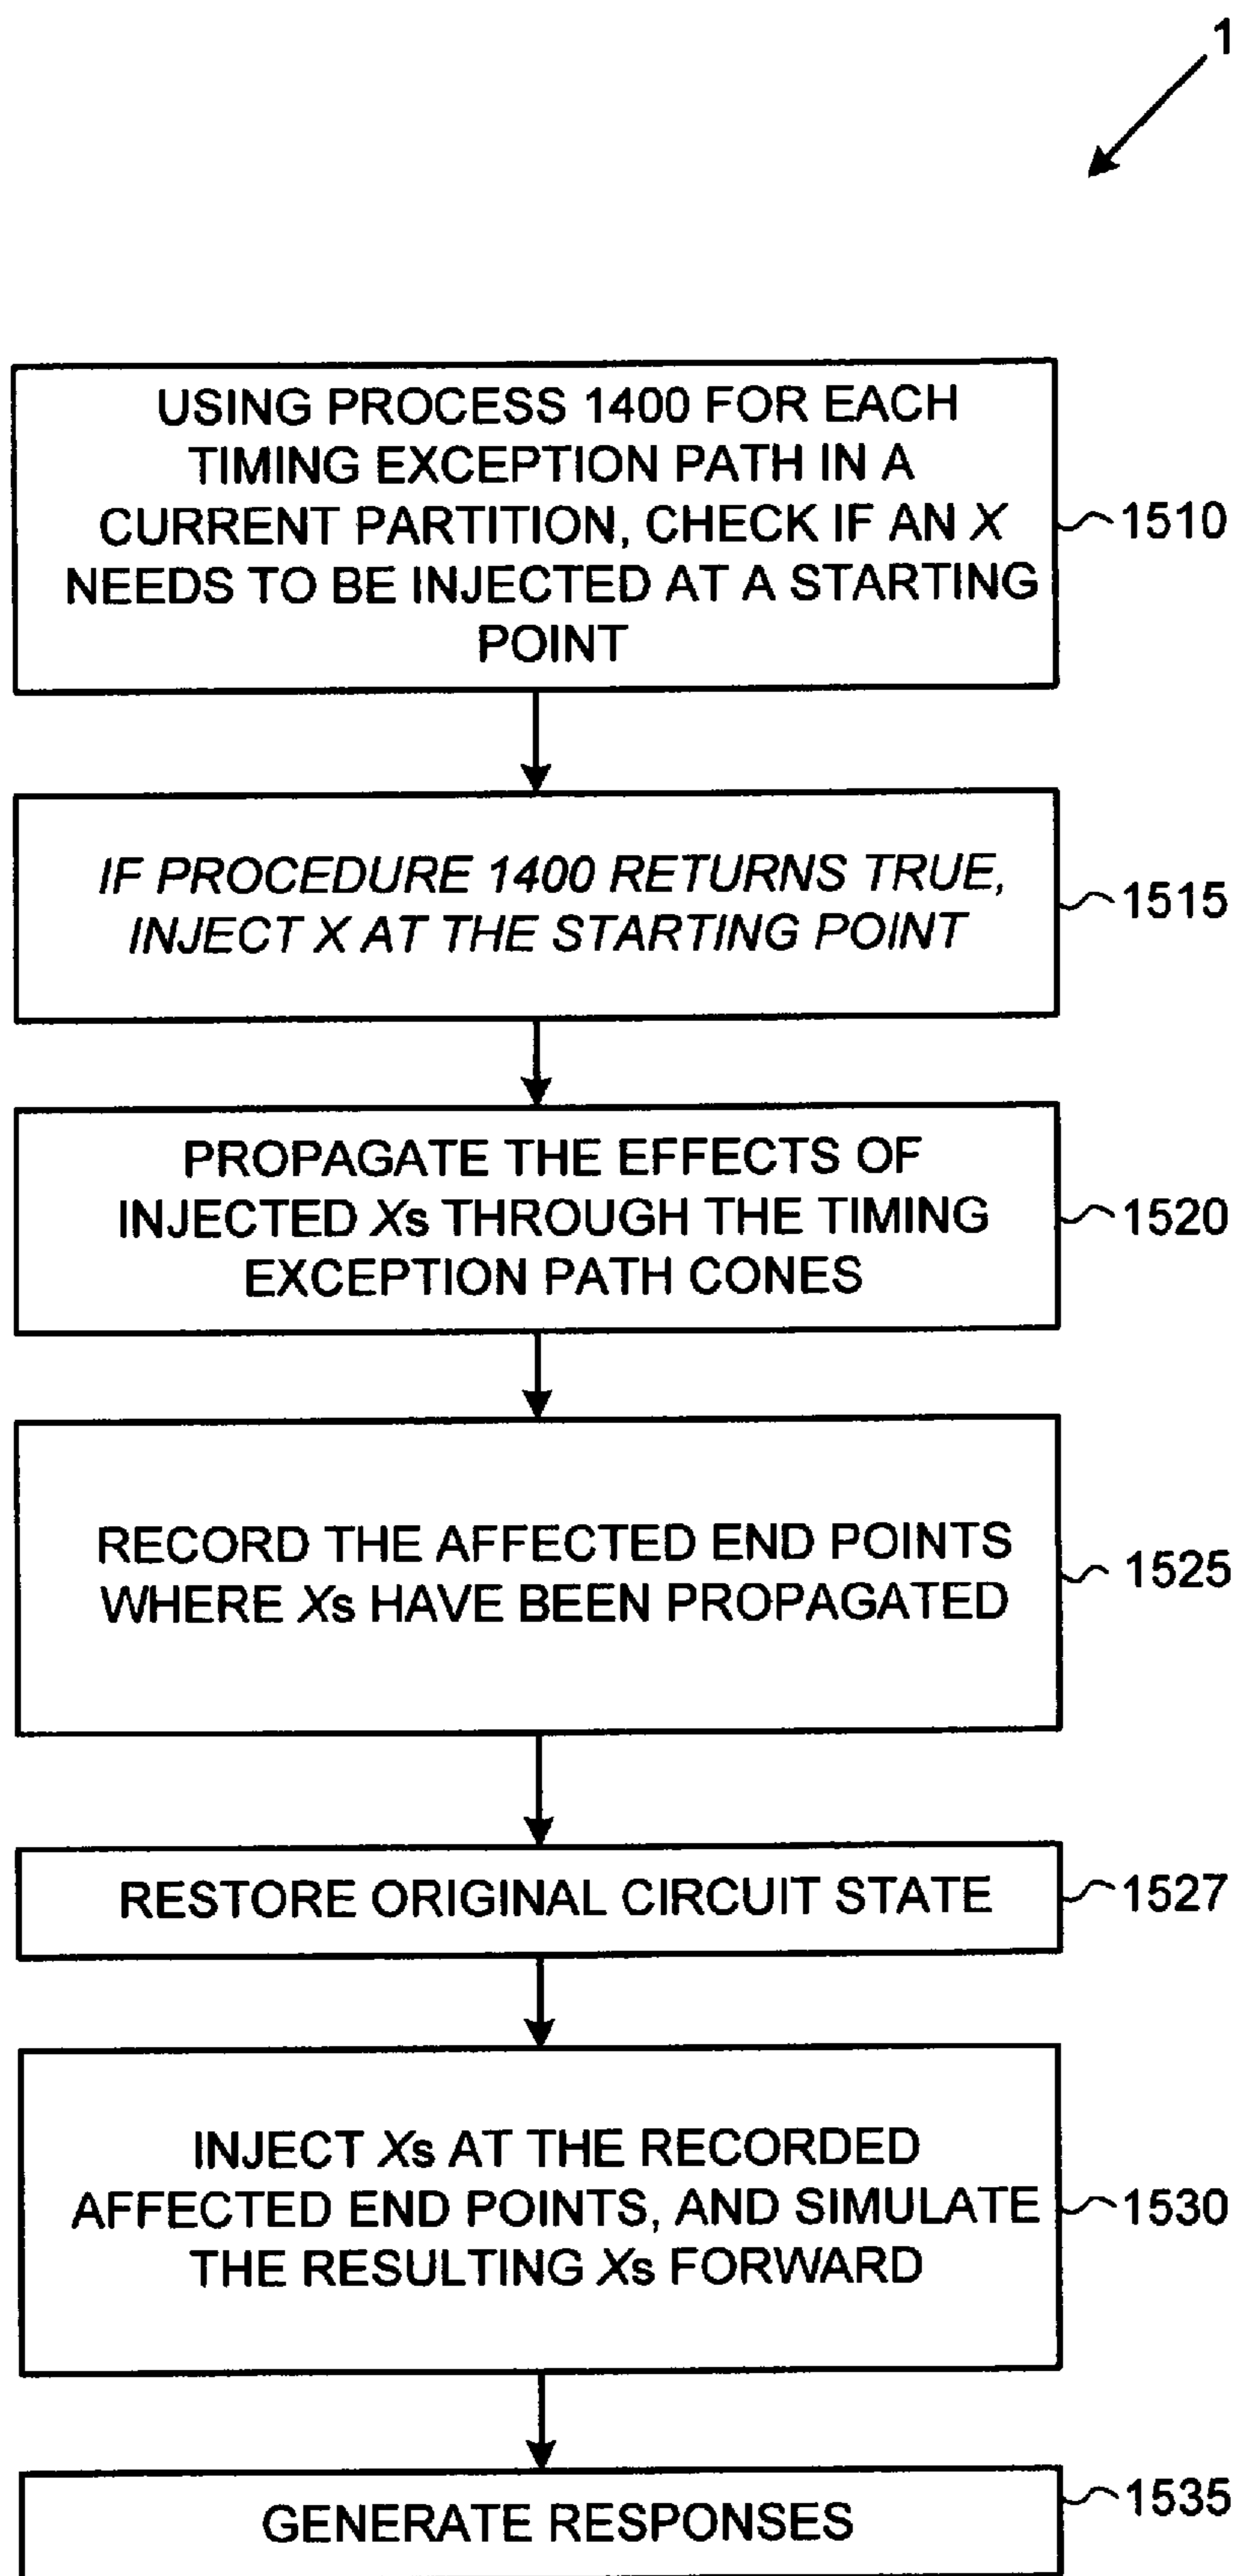 1
USING PROCESS 1400 FOR EACH
TIMING EXCEPTION PATH IN A
CURRENT PARTITION, CHECK IF AN X
NEEDS TO BE INJECTED AT A STARTING
POINT
1510
IF PROCEDURE 1400 RETURNS TRUE,
INJECT X AT THE STARTING POINT
1515
PROPAGATE THE EFFECTS OF
INJECTED Xs THROUGH THE TIMING
EXCEPTION PATH CONES
1520
RECORD THE AFFECTED END POINTS
WHERE Xs HAVE BEEN PROPAGATED
1525
RESTORE ORIGINAL CIRCUIT STATE
1527
INJECT Xs AT THE RECORDED
AFFECTED END POINTS, AND SIMULATE
THE RESULTING Xs FORWARD
1530
GENERATE RESPONSES
1535